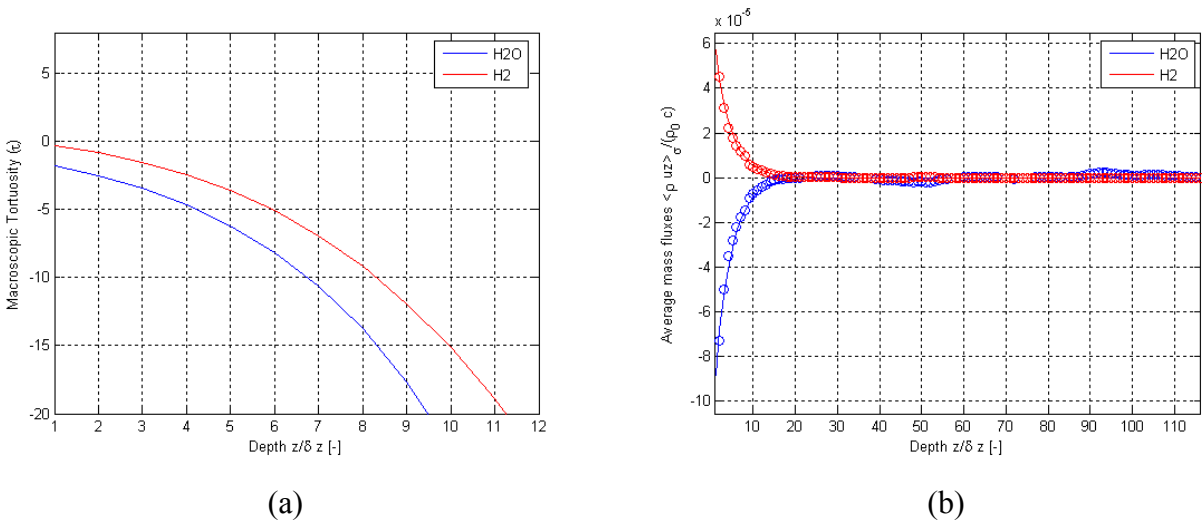 H2O
H2
5
0
-5
-10
-15
-20
1 2 3 4 5 6 7 8 9 10 11 12
Macroscopic Tortuosity (τ)
Depth z/δ z [-]
(a)
x 10⁻⁵
H2O
H2
6
4
2
0
-2
-4
-6
-8
-10
10 20 30 40 50 60 70 80 90 100 110
Average mass fluxes <ρ uz>σ/(ρ₀ c)
Depth z/δ z [-]
(b)